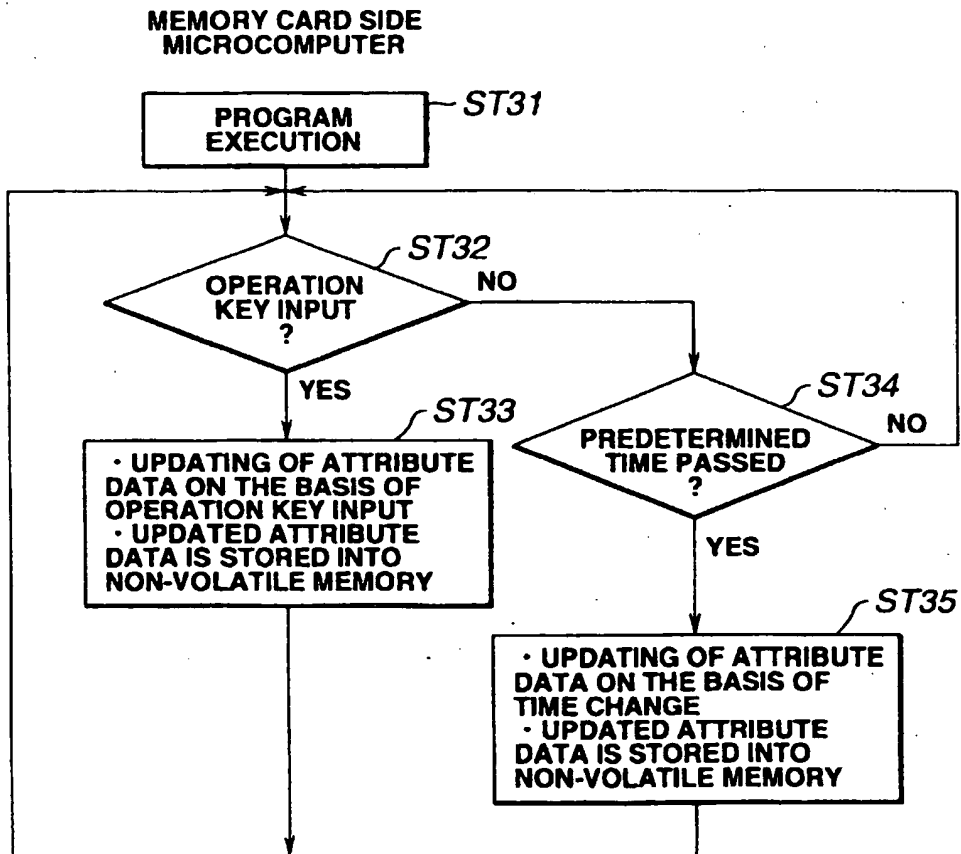 MEMORY CARD SIDE
MICROCOMPUTER
PROGRAM
EXECUTION
ST31
ST32
OPERATION
KEY INPUT
?
NO
YES
ST33
· UPDATING OF ATTRIBUTE
DATA ON THE BASIS OF
OPERATION KEY INPUT
· UPDATED ATTRIBUTE
DATA IS STORED INTO
NON-VOLATILE MEMORY
ST34
PREDETERMINED
TIME PASSED
?
NO
YES
ST35
· UPDATING OF ATTRIBUTE
DATA ON THE BASIS OF
TIME CHANGE
· UPDATED ATTRIBUTE
DATA IS STORED INTO
NON-VOLATILE MEMORY